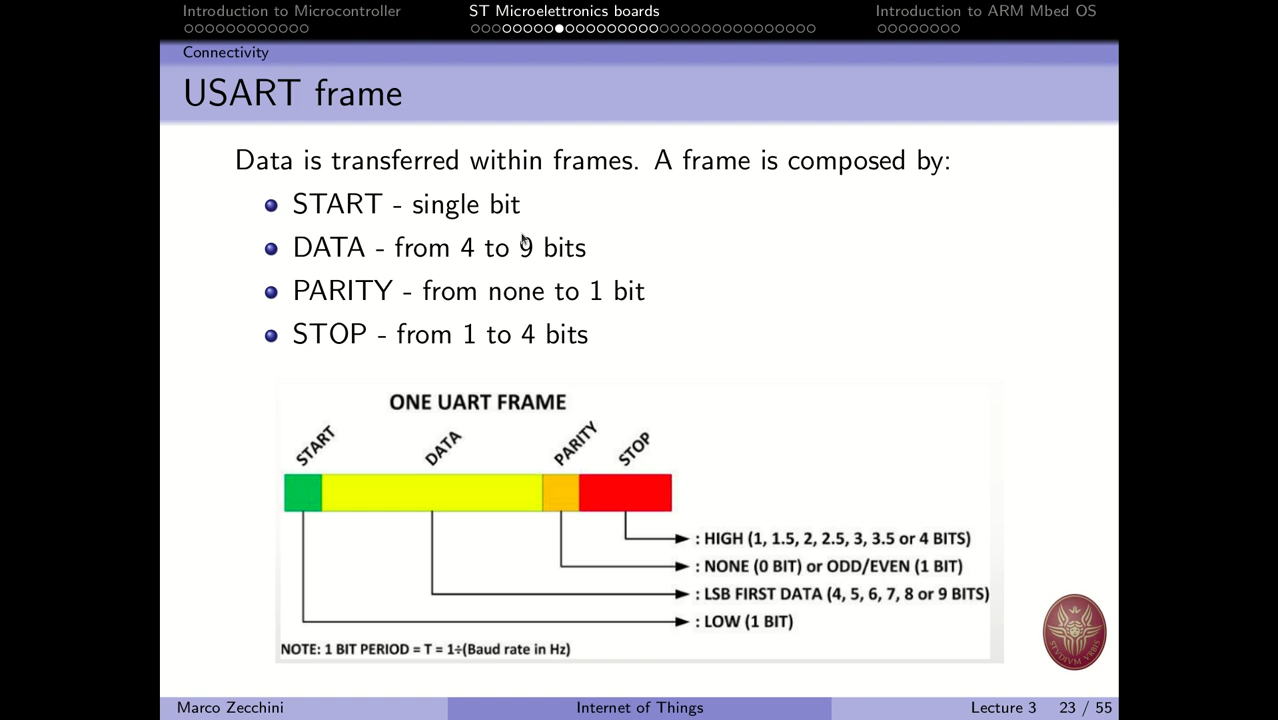 Introduction to Microcontroller
ST Microelettronics boards
Introduction to ARM Mbed OS
Connectivity
USART frame
Data is transferred within frames. A frame is composed by:
START - single bit
DATA - from 4 to 9 bits
PARITY - from none to 1 bit
STOP - from 1 to 4 bits
ONE UART FRAME
START
DATA
PARITY
STOP
: HIGH (1, 1.5, 2, 2.5, 3, 3.5 or 4 BITS)
: NONE (0 BIT) or ODD/EVEN (1 BIT)
: LSB FIRST DATA (4, 5, 6, 7, 8 or 9 BITS)
: LOW (1 BIT)
NOTE: 1 BIT PERIOD = T = 1÷(Baud rate in Hz)
STVDIVM VRBIS
Marco Zecchini
Internet of Things
Lecture 3
23 / 55